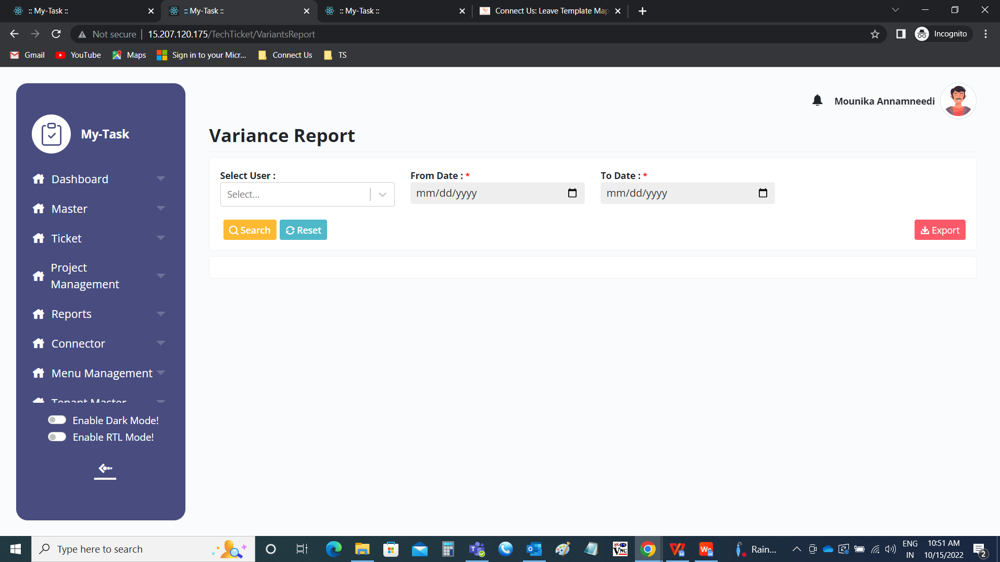 :: My-Task ::
:: My-Task ::
:: My-Task ::
Connect Us: Leave Template Map
Not secure
15.207.120.175/TechTicket/VariantsReport
Incognito
Gmail
YouTube
Maps
Sign in to your Micr...
Connect Us
TS
My-Task
Dashboard
Master
Ticket
Project
Management
Reports
Connector
Menu Management
Tenant Master
Enable Dark Mode!
Enable RTL Mode!
Mounika Annamneedi
Variance Report
Select User :
Select...
From Date : *
mm/dd/yyyy
To Date : *
mm/dd/yyyy
Search
Reset
Export
Type here to search
Rain...
ENG
IN
10:51 AM
10/15/2022
2